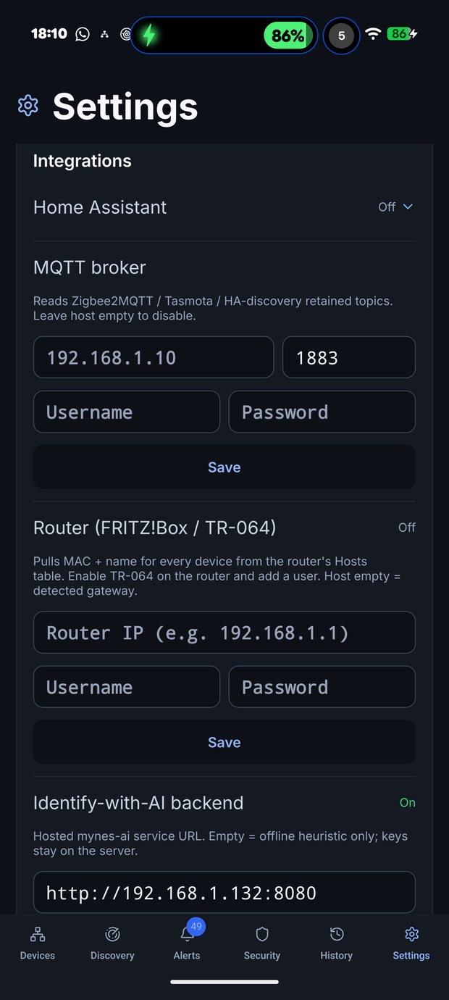 18:10
86%
5
86
Settings
Integrations
Home Assistant
Off
MQTT broker
Reads Zigbee2MQTT / Tasmota / HA-discovery retained topics.
Leave host empty to disable.
192.168.1.10
1883
Username
Password
Save
Router (FRITZ!Box / TR-064)
Off
Pulls MAC + name for every device from the router's Hosts
table. Enable TR-064 on the router and add a user. Host empty =
detected gateway.
Router IP (e.g. 192.168.1.1)
Username
Password
Save
Identify-with-AI backend
On
Hosted mynes-ai service URL. Empty = offline heuristic only; keys
stay on the server.
http://192.168.1.132:8080
49
Devices
Discovery
Alerts
Security
History
Settings